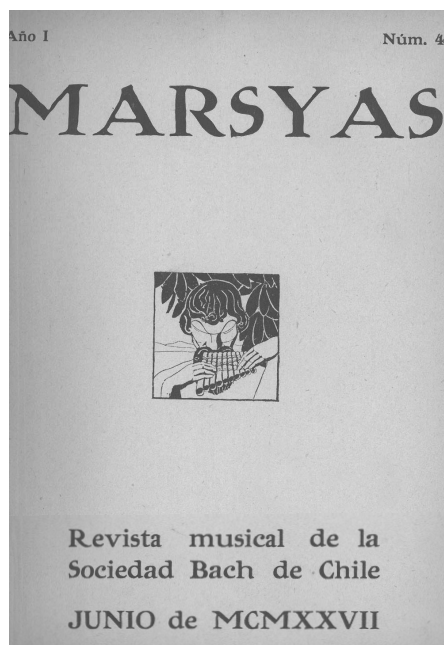 Año I
Núm. 4
MARSYAS
Revista musical de la
Sociedad Bach de Chile
JUNIO de MCMXXVII